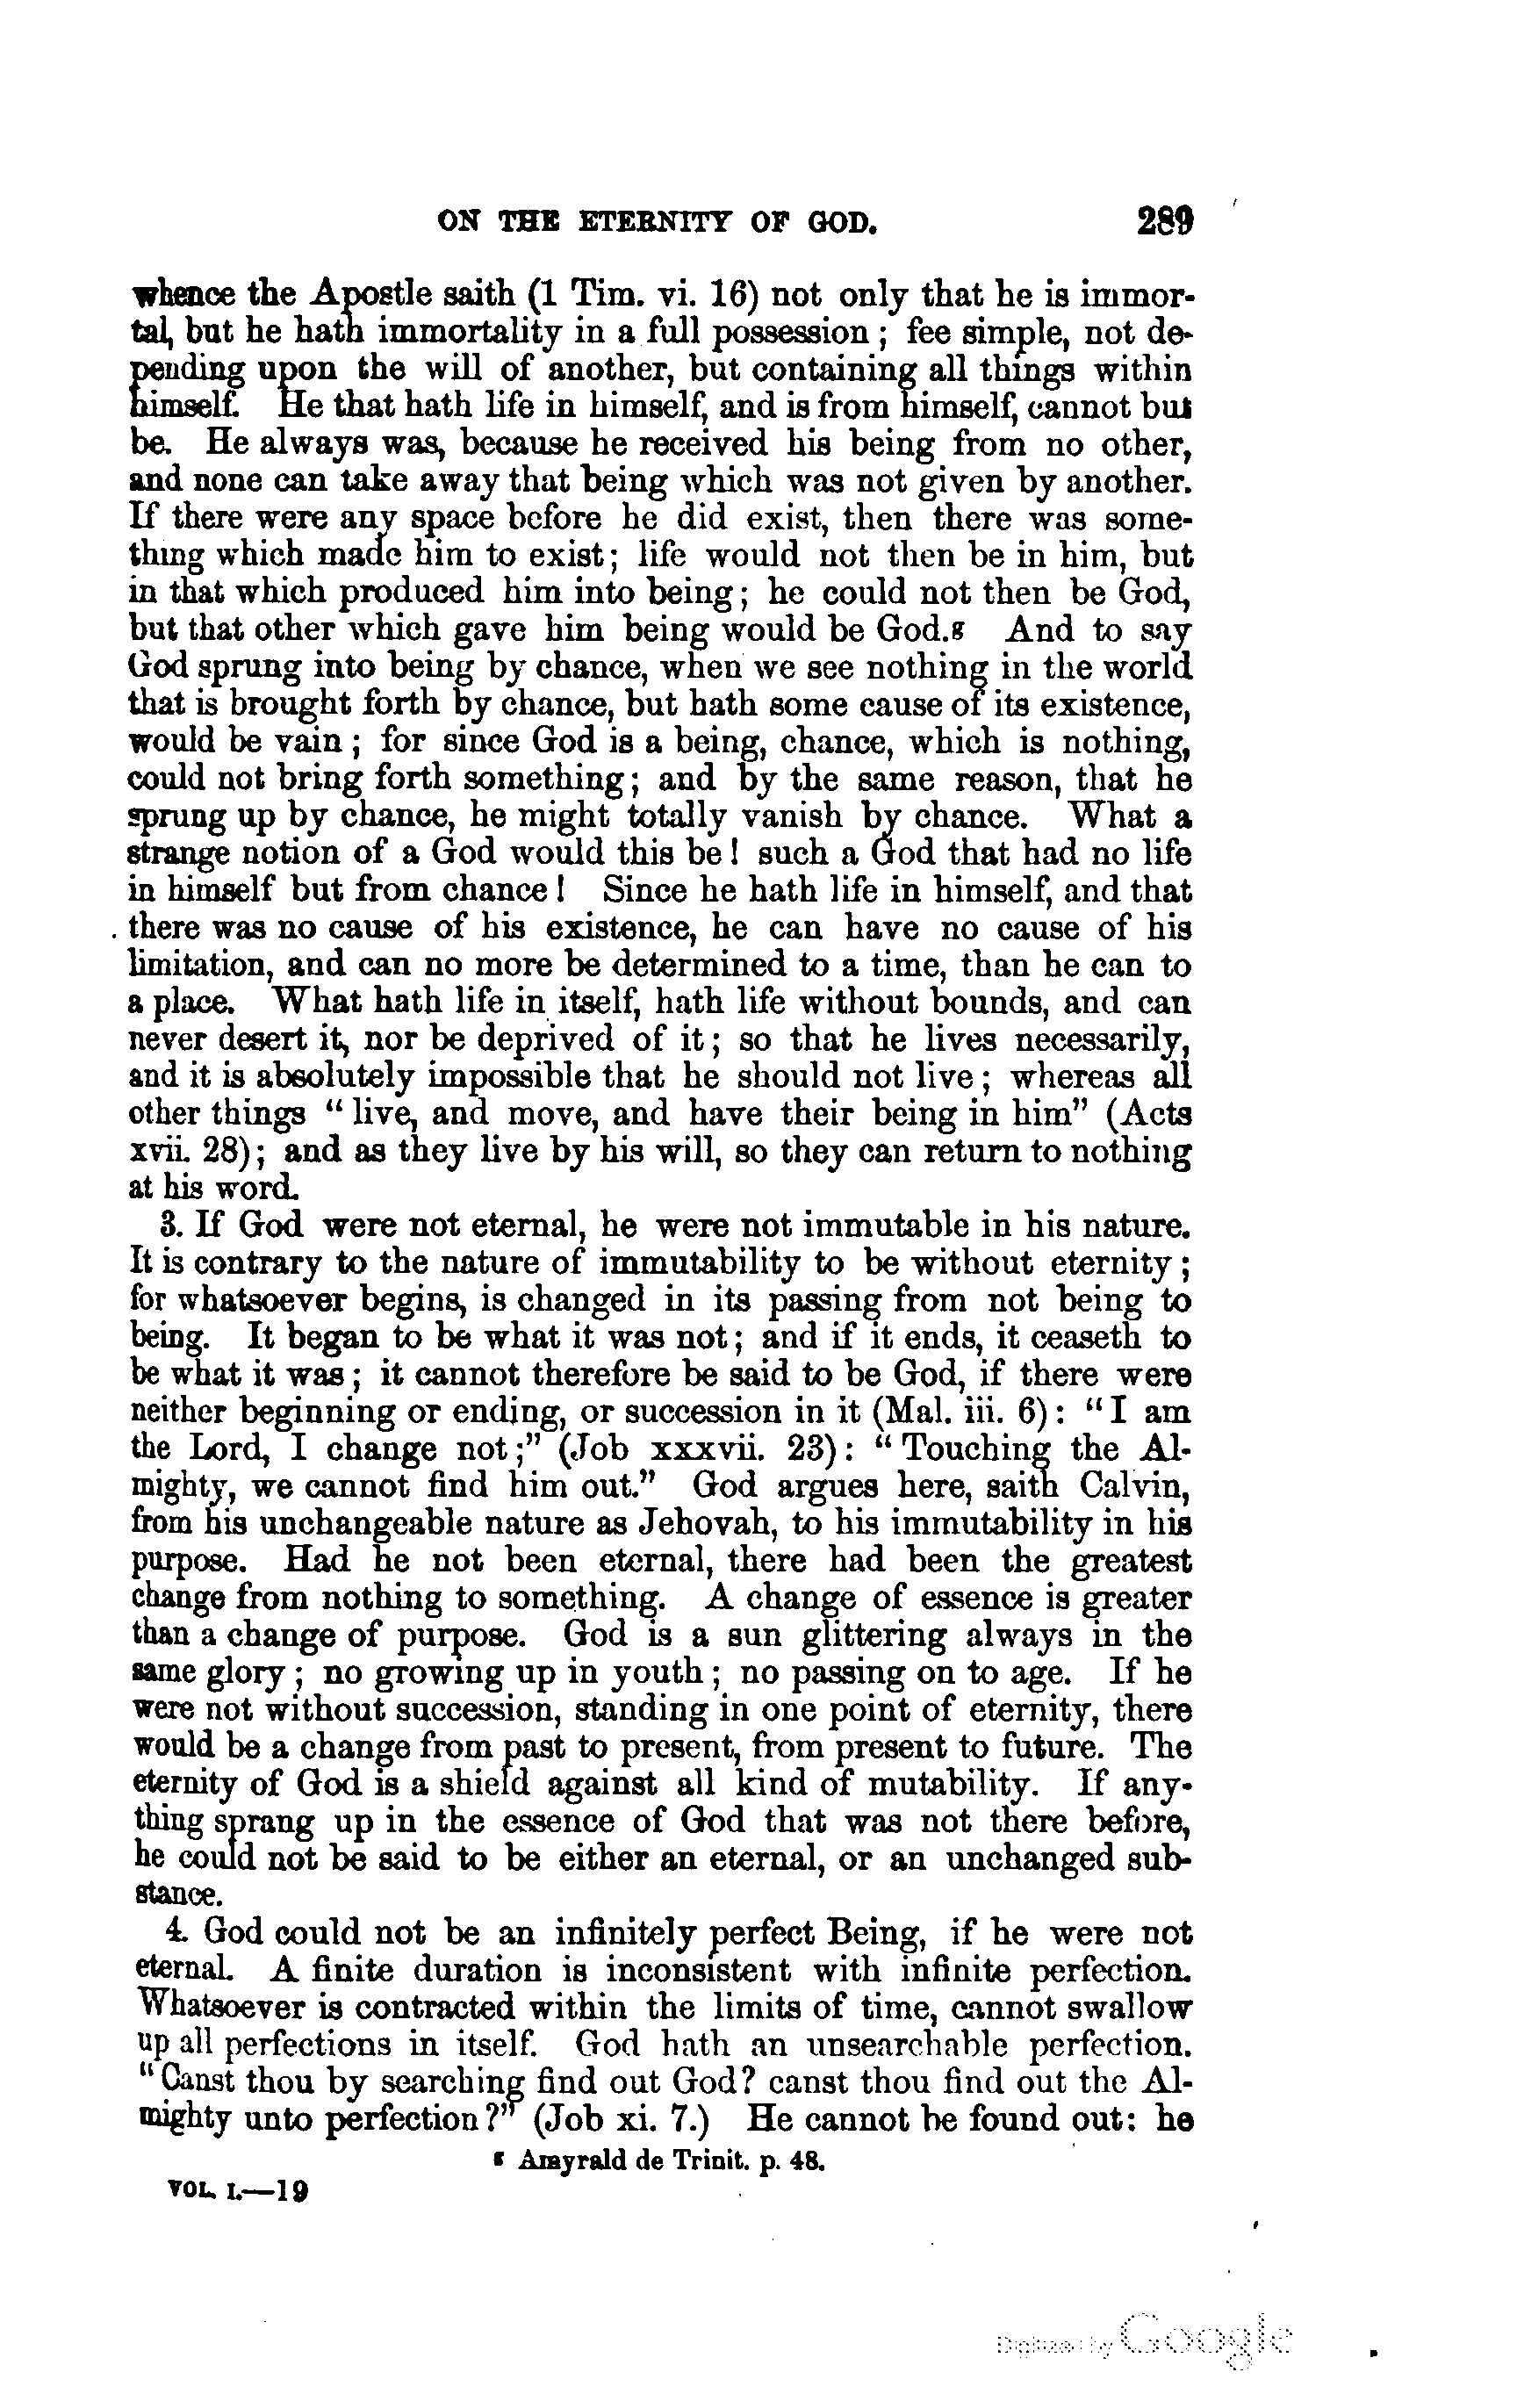 ON THE ETERNITY OF GOD. 289
whence the Apostle saith (1 Tim. vi. 16) not only that he is immor-
tal, but he hath immortality in a full possession; fee simple, not de-
pending upon the will of another, but containing all things within
himself. He that hath life in himself, and is from himself, cannot but
be. He always was, because he received his being from no other,
and none can take away that being which was not given by another.
If there were any space before he did exist, then there was some-
thing which made him to exist; life would not then be in him, but
in that which produced him into being; he could not then be God,
but that other which gave him being would be God.g And to say
God sprung into being by chance, when we see nothing in the world
that is brought forth by chance, but hath some cause of its existence,
would be vain; for since God is a being, chance, which is nothing,
could not bring forth something; and by the same reason, that he
sprung up by chance, he might totally vanish by chance. What a
strange notion of a God would this be! such a God that had no life
in himself but from chance! Since he hath life in himself, and that
there was no cause of his existence, he can have no cause of his
limitation, and can no more be determined to a time, than he can to
a place. What hath life in itself, hath life without bounds, and can
never desert it, nor be deprived of it; so that he lives necessarily,
and it is absolutely impossible that he should not live; whereas all
other things "live, and move, and have their being in him" (Acts
xvii. 28); and as they live by his will, so they can return to nothing
at his word.
3. If God were not eternal, he were not immutable in his nature.
It is contrary to the nature of immutability to be without eternity;
for whatsoever begins, is changed in its passing from not being to
being. It began to be what it was not; and if it ends, it ceaseth to
be what it was; it cannot therefore be said to be God, if there were
neither beginning or ending, or succession in it (Mal. iii. 6): "I am
the Lord, I change not;" (Job xxxvii. 23): "Touching the Al-
mighty, we cannot find him out." God argues here, saith Calvin,
from his unchangeable nature as Jehovah, to his immutability in his
purpose. Had he not been eternal, there had been the greatest
change from nothing to something. A change of essence is greater
than a change of purpose. God is a sun glittering always in the
same glory; no growing up in youth; no passing on to age. If he
were not without succession, standing in one point of eternity, there
would be a change from past to present, from present to future. The
eternity of God is a shield against all kind of mutability. If any-
thing sprang up in the essence of God that was not there before,
he could not be said to be either an eternal, or an unchanged sub-
stance.
4. God could not be an infinitely perfect Being, if he were not
eternal. A finite duration is inconsistent with infinite perfection.
Whatsoever is contracted within the limits of time, cannot swallow
up all perfections in itself. God hath an unsearchable perfection.
"Canst thou by searching find out God? canst thou find out the Al-
mighty unto perfection?" (Job xi. 7.) He cannot be found out: he
g Amyrald de Trinit. p. 48.
VOL. I.—19
Digitized by Google